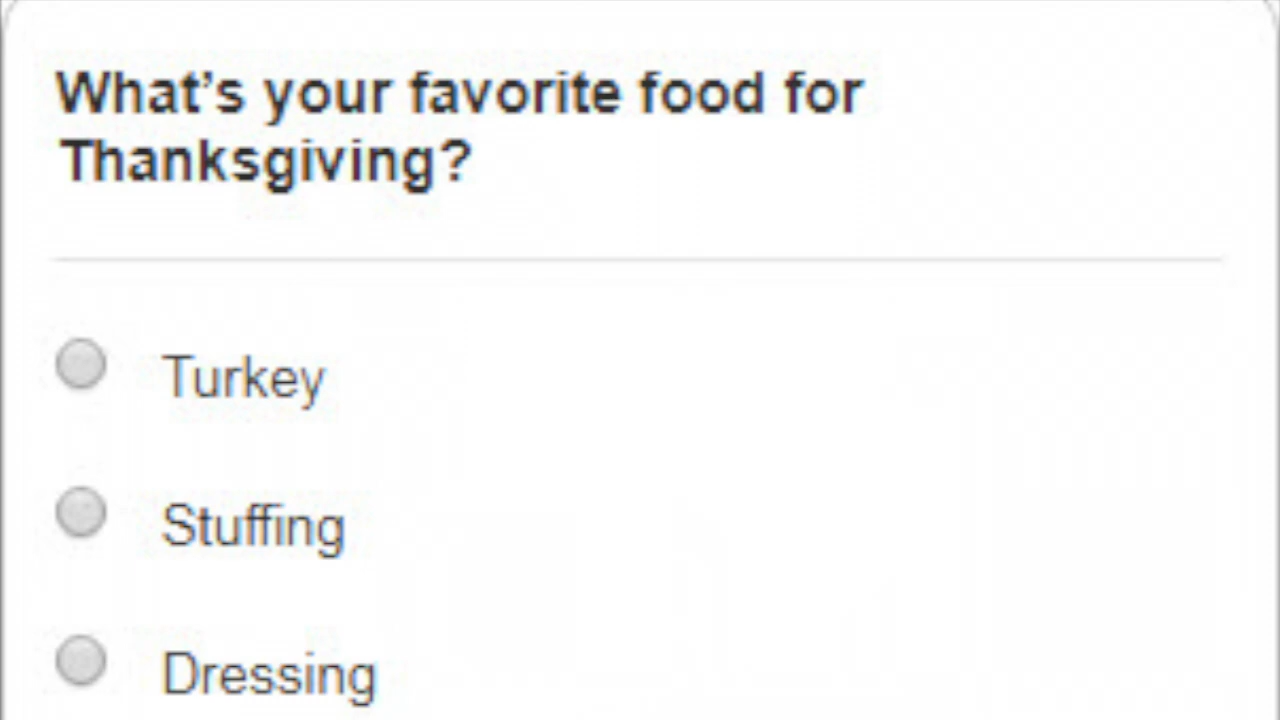 What’s your favorite food for
Thanksgiving?
Turkey
Stuffing
Dressing